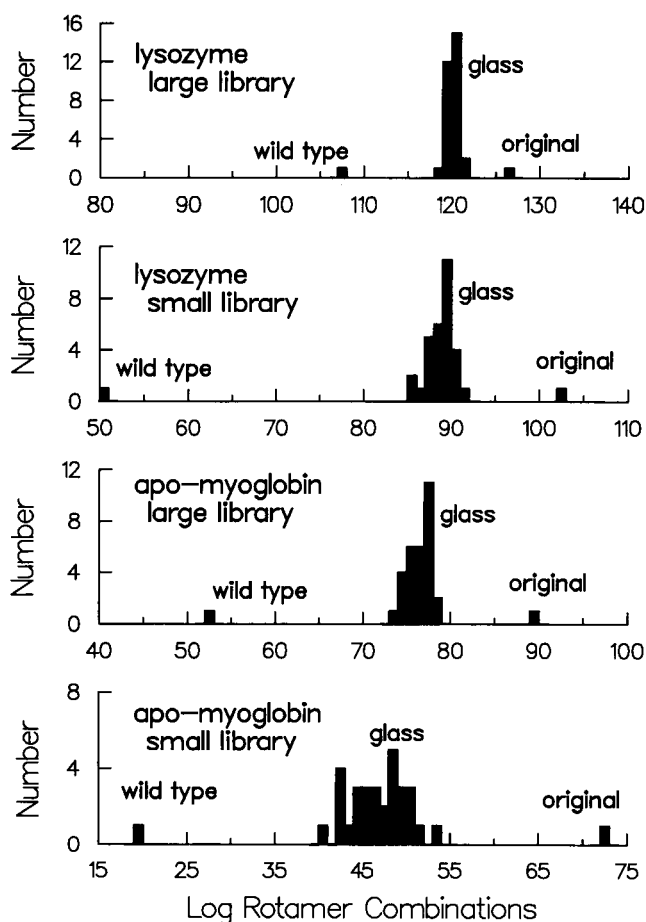 Number
16
12
8
4
0
lysozyme
large library
glass
wild type
original
80 90 100 110 120 130 140
Number
12
8
4
0
lysozyme
small library
glass
wild type
original
50 60 70 80 90 100 110
Number
12
8
4
0
apo-myoglobin
large library
glass
wild type
original
40 50 60 70 80 90 100
Number
8
4
0
apo-myoglobin
small library
glass
wild type
original
15 25 35 45 55 65 75
Log Rotamer Combinations